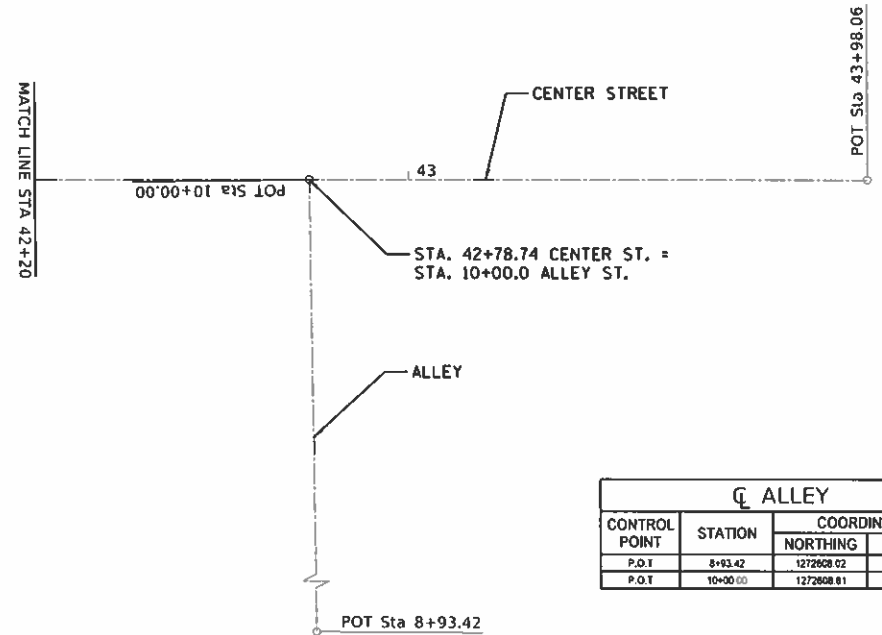 POT Sta 43+98.06
CENTER STREET
MATCH LINE STA 42+20
43
POT Sta 10+00.00
STA. 42+78.74 CENTER ST. =
STA. 10+00.0 ALLEY ST.
ALLEY
℄ ALLEY
CONTROL POINT STATION COORDIN
NORTHING
P.O.T 8+93.42 1272608.02
P.O.T 10+00.00 1272608.81
POT Sta 8+93.42